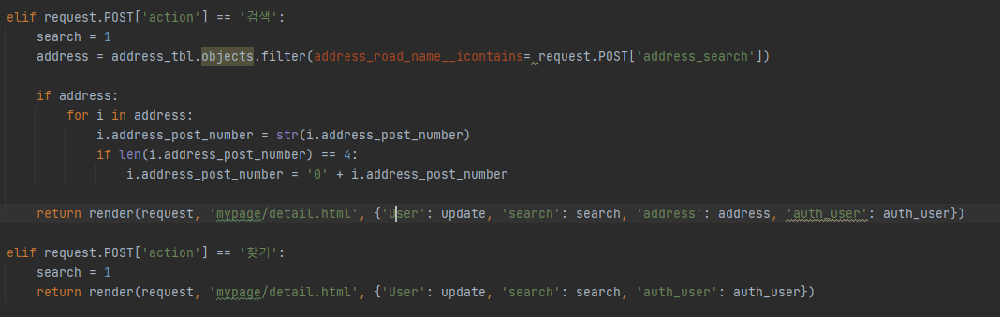 elif request.POST['action'] == '검색':
search = 1
address = address_tbl.objects.filter(address_road_name__icontains= request.POST['address_search'])
if address:
for i in address:
i.address_post_number = str(i.address_post_number)
if len(i.address_post_number) == 4:
i.address_post_number = '0' + i.address_post_number
return render(request, 'mypage/detail.html', {'User': update, 'search': search, 'address': address, 'auth_user': auth_user})
elif request.POST['action'] == '찾기':
search = 1
return render(request, 'mypage/detail.html', {'User': update, 'search': search, 'auth_user': auth_user})